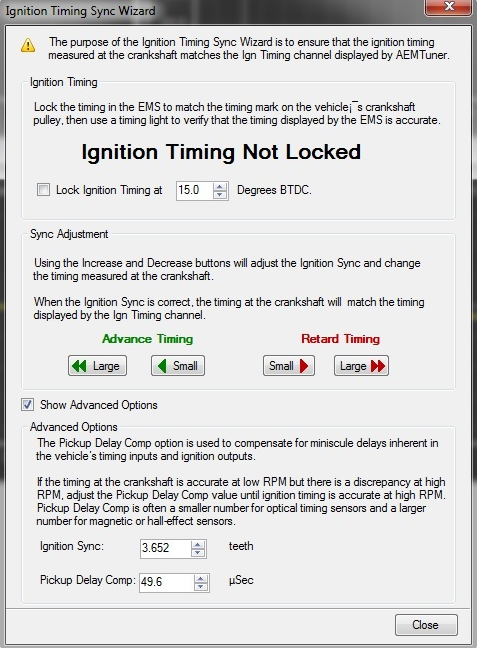 Ignition Timing Sync Wizard
X
The purpose of the Ignition Timing Sync Wizard is to ensure that the ignition timing
measured at the crankshaft matches the Ign Timing channel displayed by AEMTuner.
Ignition Timing
Lock the timing in the EMS to match the timing mark on the vehicle¡¯s crankshaft
pulley, then use a timing light to verify that the timing displayed by the EMS is accurate.
Ignition Timing Not Locked
Lock Ignition Timing at 15.0 Degrees BTDC.
Sync Adjustment
Using the Increase and Decrease buttons will adjust the Ignition Sync and change
the timing measured at the crankshaft.
When the Ignition Sync is correct, the timing at the crankshaft will match the timing
displayed by the Ign Timing channel.
Advance Timing Retard Timing
Large Small Small Large
Show Advanced Options
Advanced Options
The Pickup Delay Comp option is used to compensate for miniscule delays inherent in
the vehicle's timing inputs and ignition outputs.
If the timing at the crankshaft is accurate at low RPM but there is a discrepancy at high
RPM, adjust the Pickup Delay Comp value until ignition timing is accurate at high RPM.
Pickup Delay Comp is often a smaller number for optical timing sensors and a larger
number for magnetic or hall-effect sensors.
Ignition Sync: 3.652 teeth
Pickup Delay Comp: 49.6 µSec
Close